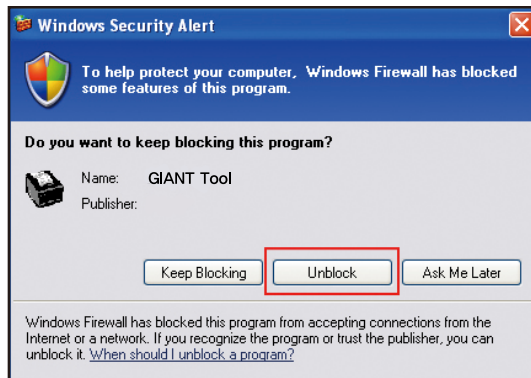 Windows Security Alert
To help protect your computer, Windows Firewall has blocked
some features of this program.
Do you want to keep blocking this program?
Name: GIANT Tool
Publisher:
Keep Blocking Unblock Ask Me Later
Windows Firewall has blocked this program from accepting connections from the
Internet or a network. If you recognize the program or trust the publisher, you can
unblock it. When should I unblock a program?